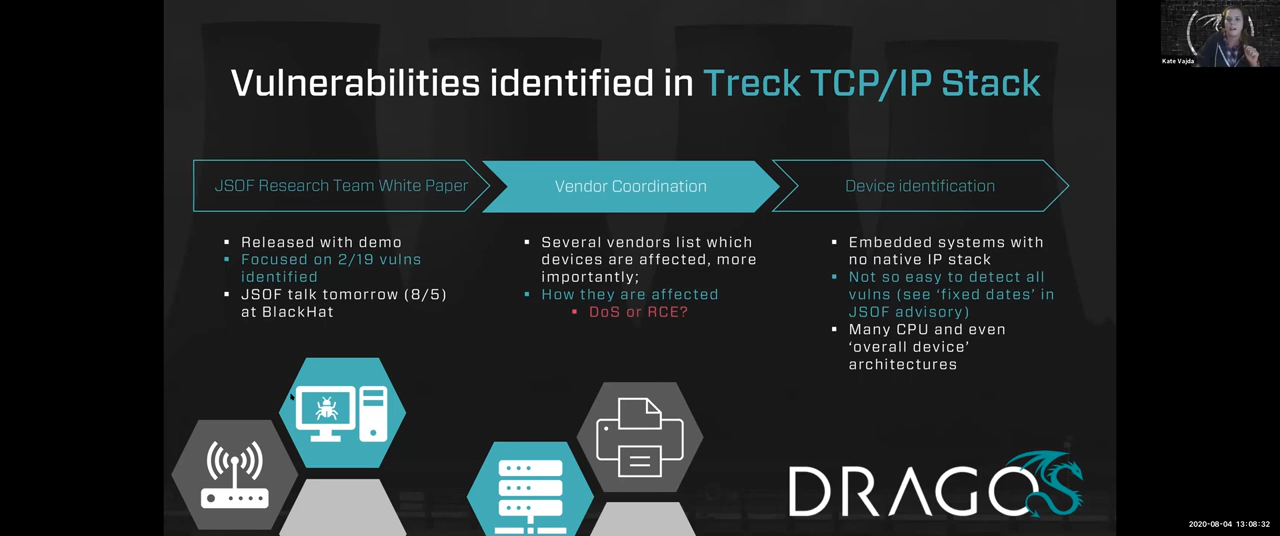 Vulnerabilities identified in Treck TCP/IP Stack
Kate Vajda
JSOF Research Team White Paper
Vendor Coordination
Device identification
▪ Released with demo
▪ Focused on 2/19 vulns
identified
▪ JSOF talk tomorrow (8/5)
at BlackHat
▪ Several vendors list which
devices are affected, more
importantly;
▪ How they are affected
▪ DoS or RCE?
▪ Embedded systems with
no native IP stack
▪ Not so easy to detect all
vulns (see ‘fixed dates’ in
JSOF advisory)
▪ Many CPU and even
‘overall device’
architectures
DRAGOS
2020-08-04 13:08:32